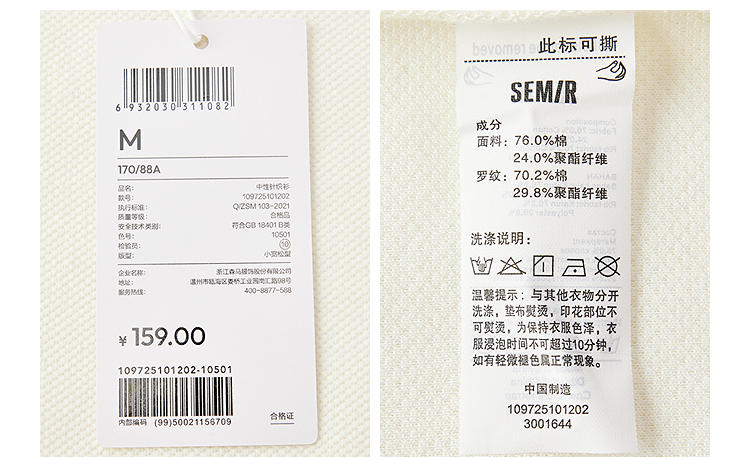 6 932030 311082
M
170/88A
品名: 中性针织衫
款号: 109725101202
执行标准: Q/ZSM 103-2021
质量等级: 合格品
安全技术类别: 符合GB 18401 B类
色号: 10501
检验员: 10
版型: 小宽松型
企业名称: 浙江森马服饰股份有限公司
地址: 温州市瓯海区娄桥工业园南汇路98号
服务热线: 400-8877-588
¥ 159.00
109725101202-10501
内部编码 (99)50021156709
合格证
此标可撕
SEMIR
成分
面料: 76.0%棉
24.0%聚酯纤维
罗纹: 70.2%棉
29.8%聚酯纤维
洗涤说明:
温馨提示: 与其他衣物分开
洗涤, 垫布熨烫, 印花部位不
可熨烫, 为保持衣服色泽, 衣
服浸泡时间不可超过10分钟,
如有轻微褪色属正常现象。
中国制造
109725101202
3001644